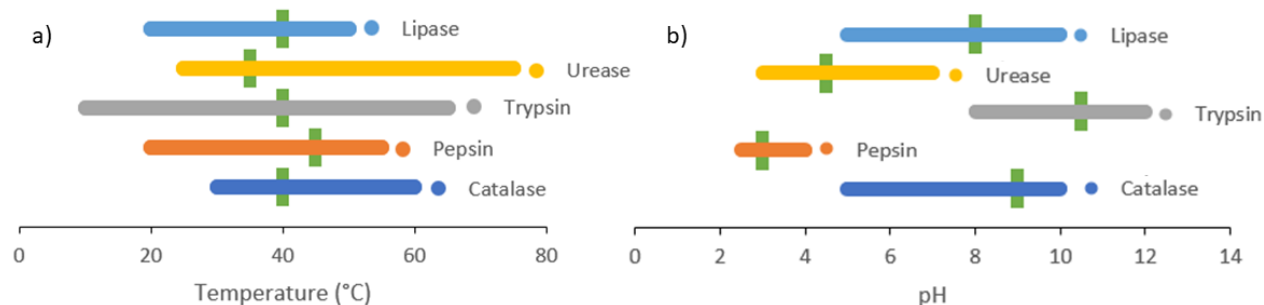 a)
Lipase
Urease
Trypsin
Pepsin
Catalase
0 20 40 60 80
Temperature (°C)
b)
Lipase
Urease
Trypsin
Pepsin
Catalase
0 2 4 6 8 10 12 14
pH